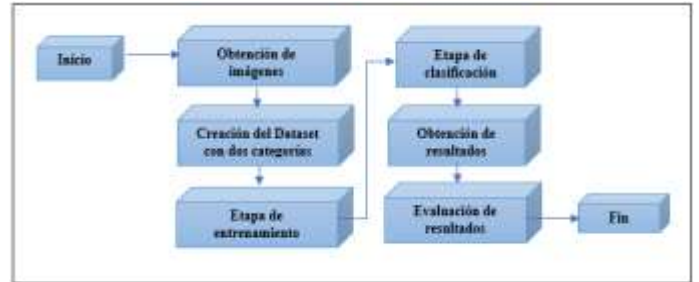 Inicio
Obtención de
imágenes
Creación del Dataset
con dos categorías
Etapa de
entrenamiento
Etapa de
clasificación
Obtención de
resultados
Evaluación de
resultados
Fin